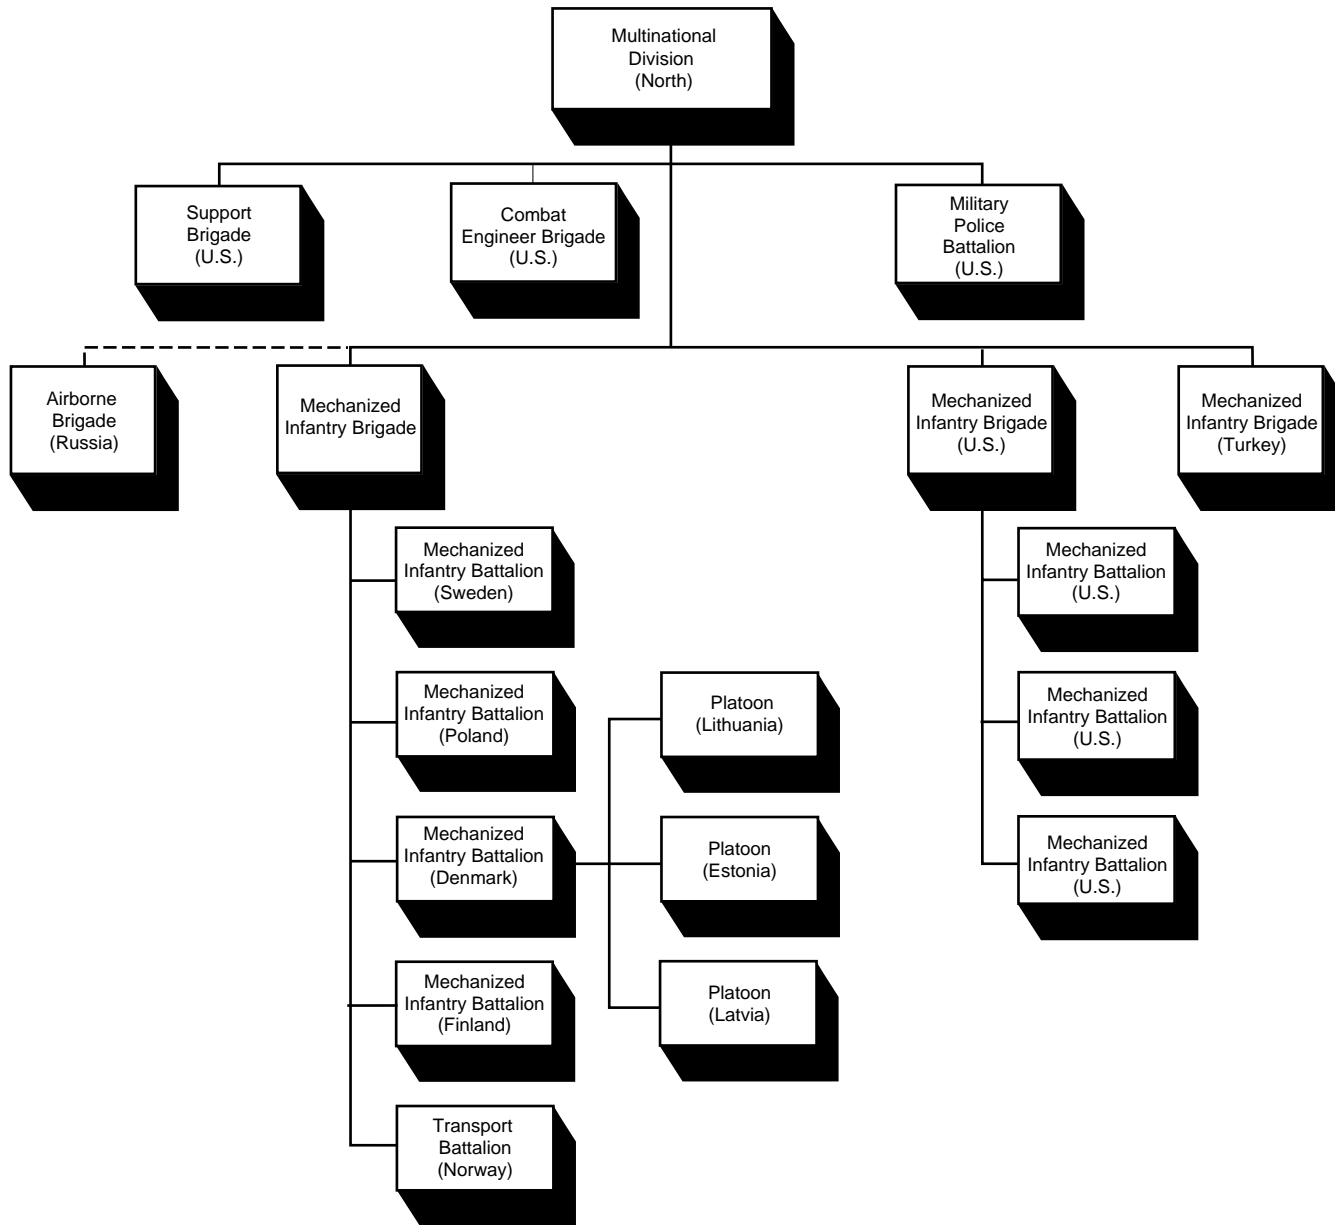 Multinational
Division
(North)
Support
Brigade
(U.S.)
Combat
Engineer Brigade
(U.S.)
Military
Police
Battalion
(U.S.)
Airborne
Brigade
(Russia)
Mechanized
Infantry Brigade
Mechanized
Infantry Brigade
(U.S.)
Mechanized
Infantry Brigade
(Turkey)
Mechanized
Infantry Battalion
(Sweden)
Mechanized
Infantry Battalion
(Poland)
Mechanized
Infantry Battalion
(Denmark)
Mechanized
Infantry Battalion
(Finland)
Transport
Battalion
(Norway)
Platoon
(Lithuania)
Platoon
(Estonia)
Platoon
(Latvia)
Mechanized
Infantry Battalion
(U.S.)
Mechanized
Infantry Battalion
(U.S.)
Mechanized
Infantry Battalion
(U.S.)